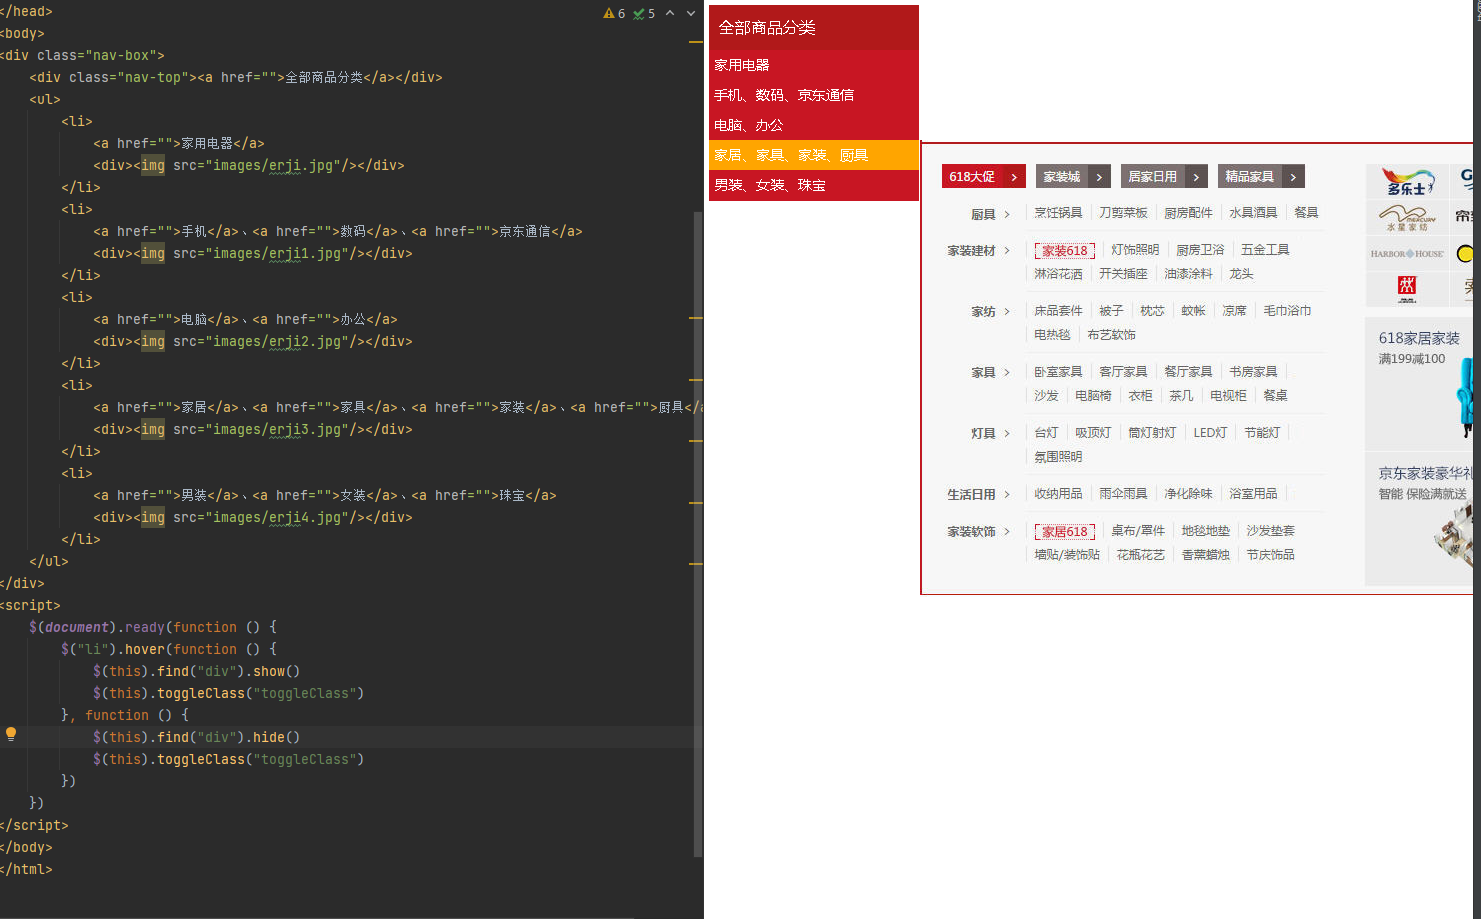 </head>
<body>
<div class="nav-box">
<div class="nav-top"><a href="">全部商品分类</a></div>
<ul>
<li>
<a href="">家用电器</a>
<div><img src="images/erji.jpg"/></div>
</li>
<li>
<a href="">手机</a>、<a href="">数码</a>、<a href="">京东通信</a>
<div><img src="images/erji1.jpg"/></div>
</li>
<li>
<a href="">电脑</a>、<a href="">办公</a>
<div><img src="images/erji2.jpg"/></div>
</li>
<li>
<a href="">家居</a>、<a href="">家具</a>、<a href="">家装</a>、<a href="">厨具</a
<div><img src="images/erji3.jpg"/></div>
</li>
<li>
<a href="">男装</a>、<a href="">女装</a>、<a href="">珠宝</a>
<div><img src="images/erji4.jpg"/></div>
</li>
</ul>
</div>
<script>
$(document).ready(function () {
$("li").hover(function () {
$(this).find("div").show()
$(this).toggleClass("toggleClass")
}, function () {
$(this).find("div").hide()
$(this).toggleClass("toggleClass")
})
})
</script>
</body>
</html>
6 5
全部商品分类
家用电器
手机、数码、京东通信
电脑、办公
家居、家具、家装、厨具
男装、女装、珠宝
618大促 > 家装城 > 居家日用 > 精品家具 >
厨具 > 烹饪锅具 刀剪菜板 厨房配件 水具酒具 餐具
家装建材 > 家装618 灯饰照明 厨房卫浴 五金工具
淋浴花洒 开关插座 油漆涂料 龙头
家纺 > 床品套件 被子 枕芯 蚊帐 凉席 毛巾浴巾
电热毯 布艺软饰
家具 > 卧室家具 客厅家具 餐厅家具 书房家具
沙发 电脑椅 衣柜 茶几 电视柜 餐桌
灯具 > 台灯 吸顶灯 筒灯射灯 LED灯 节能灯
氛围照明
生活日用 > 收纳用品 雨伞雨具 净化除味 浴室用品
家装软饰 > 家居618 桌布/罩件 地毯地垫 沙发垫套
墙贴/装饰贴 花瓶花艺 香薰蜡烛 节庆饰品
多乐士
MERCURY
水星家纺
HARBOR HOUSE
618家居家装
满199减100
京东家装豪华礼
智能 保险满就送